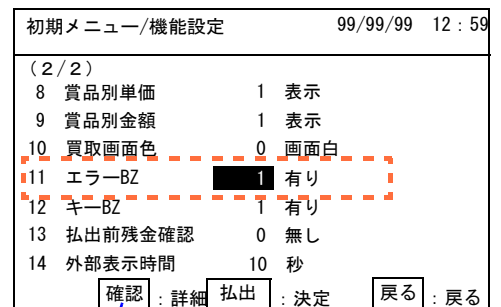 初期メニュー/機能設定 99/99/99 12：59
(２/２)
8 賞品別単価 1 表示
9 賞品別金額 1 表示
10 買取画面色 0 画面白
11 エラーBZ 1 有り
12 キーBZ 1 有り
13 払出前残金確認 0 無し
14 外部表示時間 10 秒
確認：詳細 払出：決定 戻る：戻る